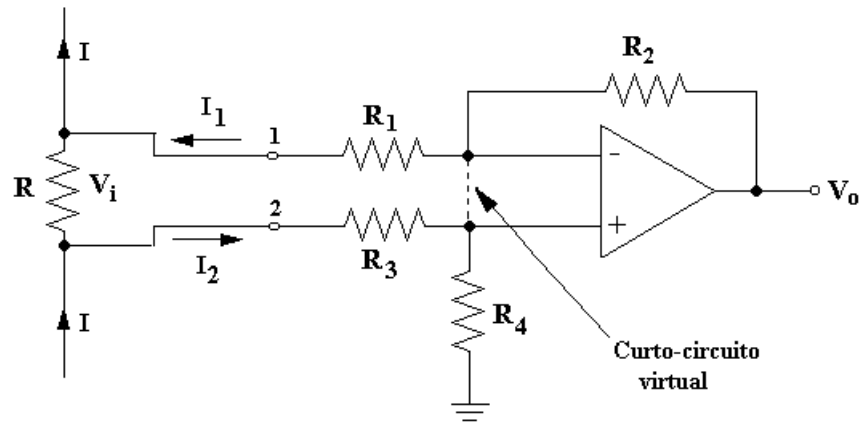 I
R₂
I₁
1
R₁
R
Vᵢ
-
Vₒ
2
+
I₂
R₃
I
R₄
Curto-circuito
virtual